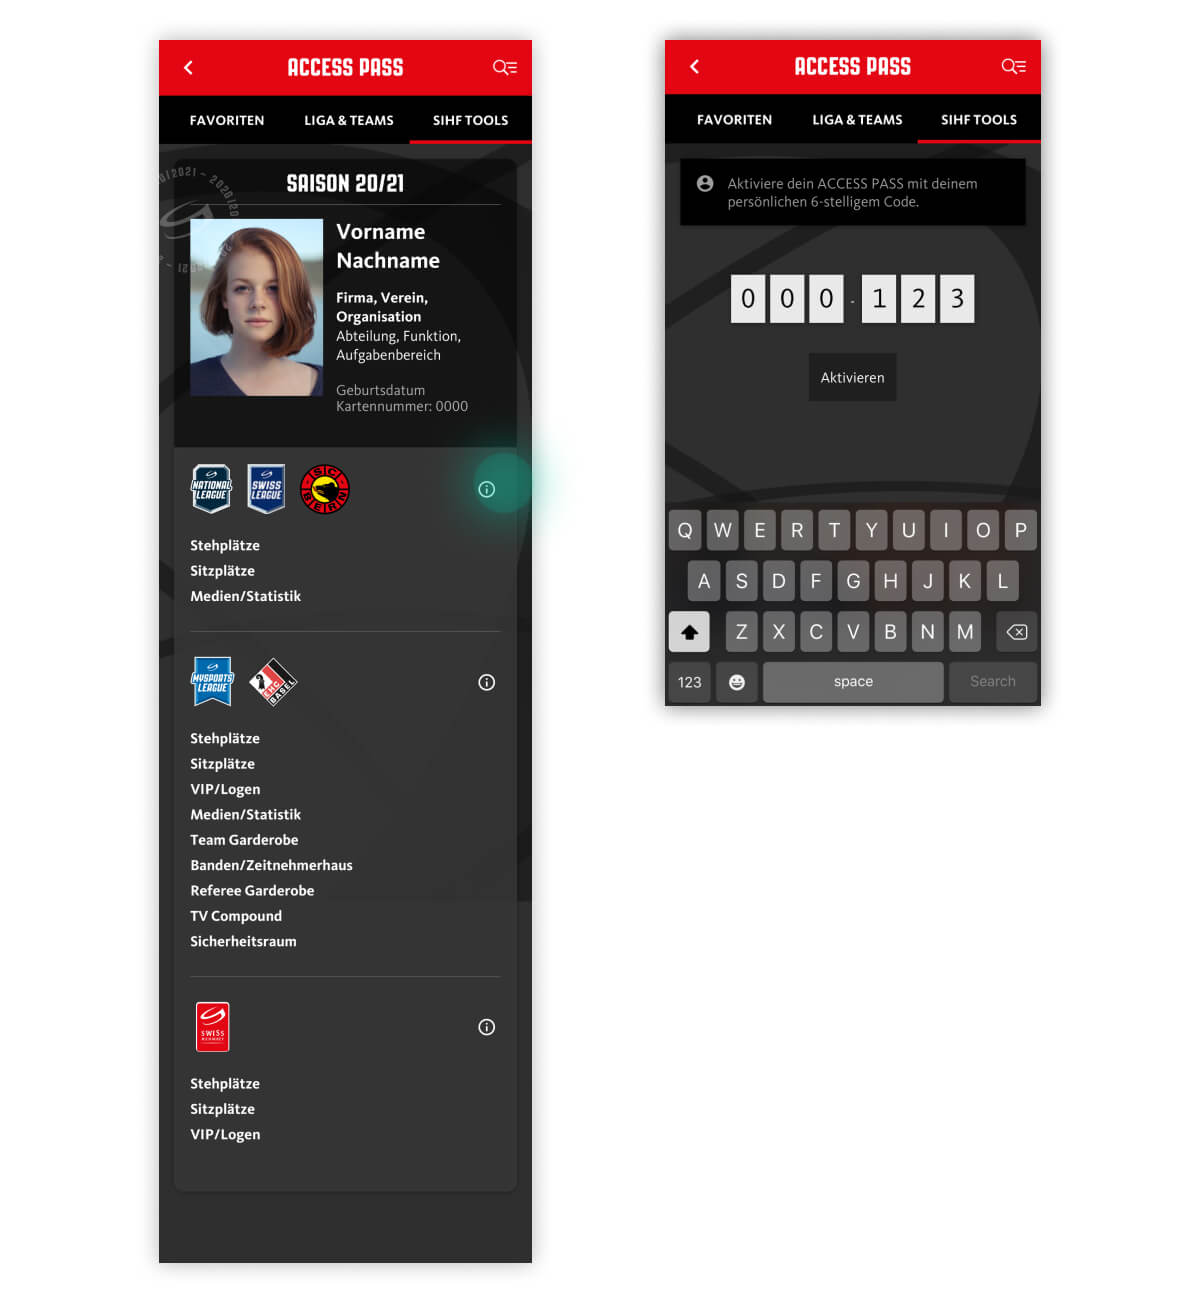 ACCESS PASS
FAVORITEN LIGA & TEAMS SIHF TOOLS
SAISON 20/21
Vorname
Nachname
Firma, Verein,
Organisation
Abteilung, Funktion,
Aufgabenbereich
Geburtsdatum
Kartennummer: 0000
NATIONAL
LEAGUE
SWISS
LEAGUE
SC
BERN
Stehplätze
Sitzplätze
Medien/Statistik
MYSPORTS
LEAGUE
EHC
BASEL
Stehplätze
Sitzplätze
VIP/Logen
Medien/Statistik
Team Garderobe
Banden/Zeitnehmerhaus
Referee Garderobe
TV Compound
Sicherheitsraum
SWISS
Stehplätze
Sitzplätze
VIP/Logen
ACCESS PASS
FAVORITEN LIGA & TEAMS SIHF TOOLS
Aktiviere dein ACCESS PASS mit deinem
persönlichen 6-stelligem Code.
0 0 0 - 1 2 3
Aktivieren
Q W E R T Y U I O P
A S D F G H J K L
Z X C V B N M
123 space Search